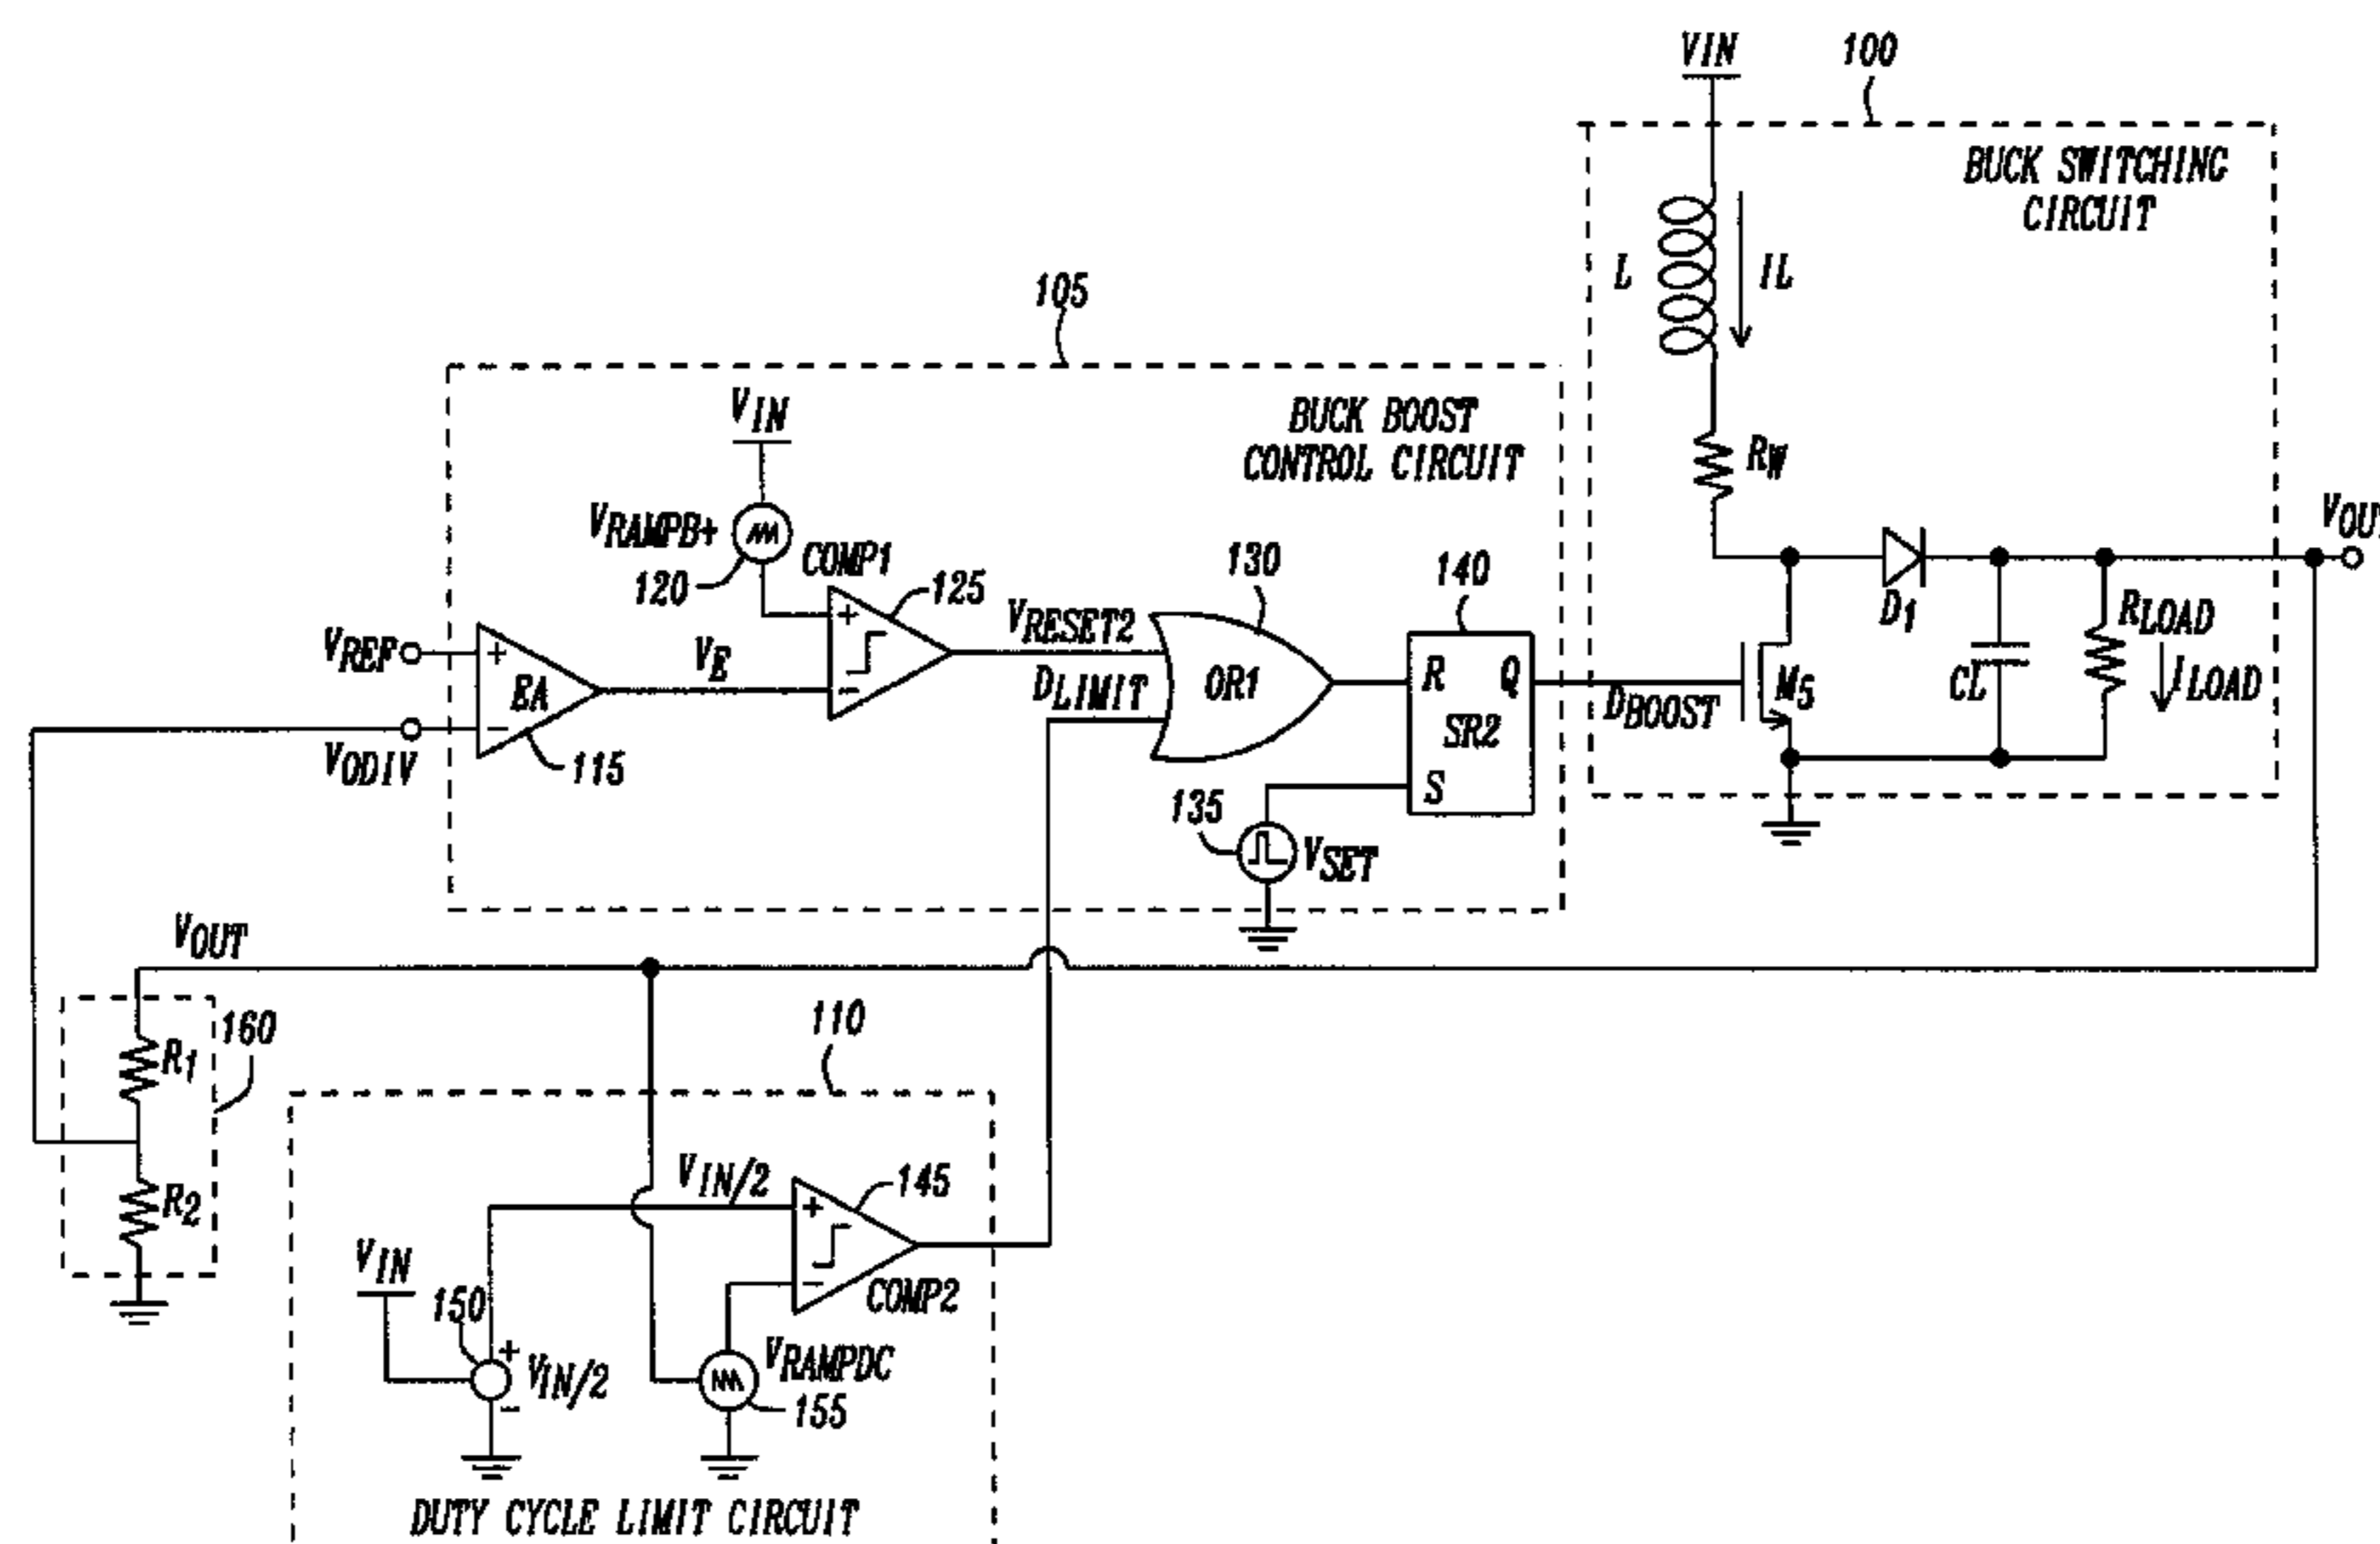 VIN
100
BUCK SWITCHING
CIRCUIT
L
IL
RW
105
VIN
BUCK BOOST
CONTROL CIRCUIT
VRAMPB+
120
COMP1
+
125
-
VREF
+
EA
-
VODIV
115
VE
VRESET2
DLIMIT
130
OR1
140
R
Q
SR2
S
135
VSET
DBOOST
M5
D1
CL
RLOAD
ILOAD
VOUT
VOUT
160
R1
R2
110
VIN/2
+
145
-
COMP2
VIN
150
+
VIN/2
-
VRAMPDC
155
DUTY CYCLE LIMIT CIRCUIT